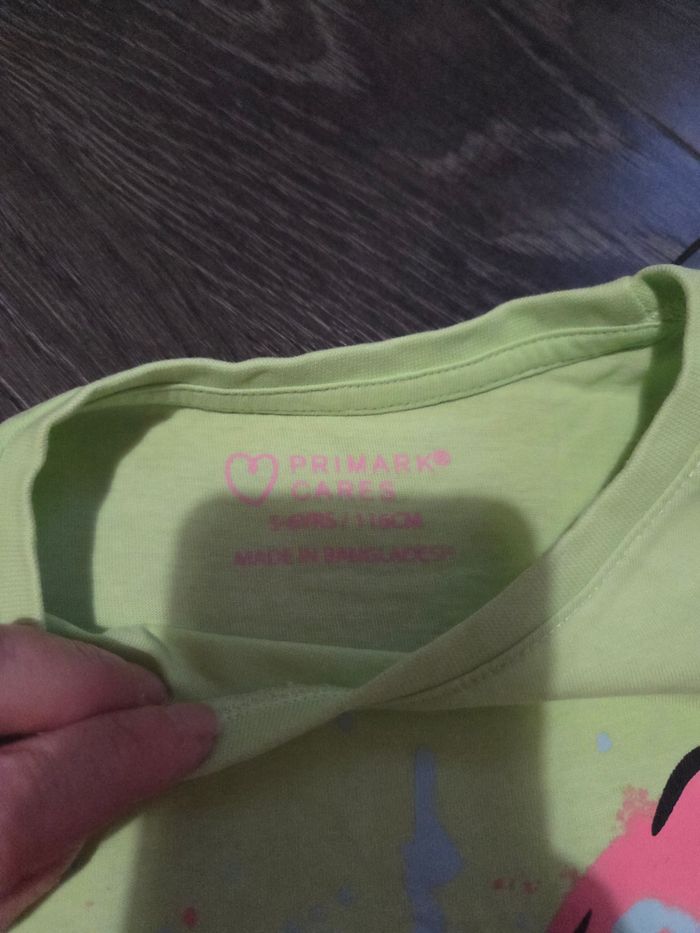 PRIMARK®
CARES
5-6YRS / 116CM
MADE IN BANGLADESH